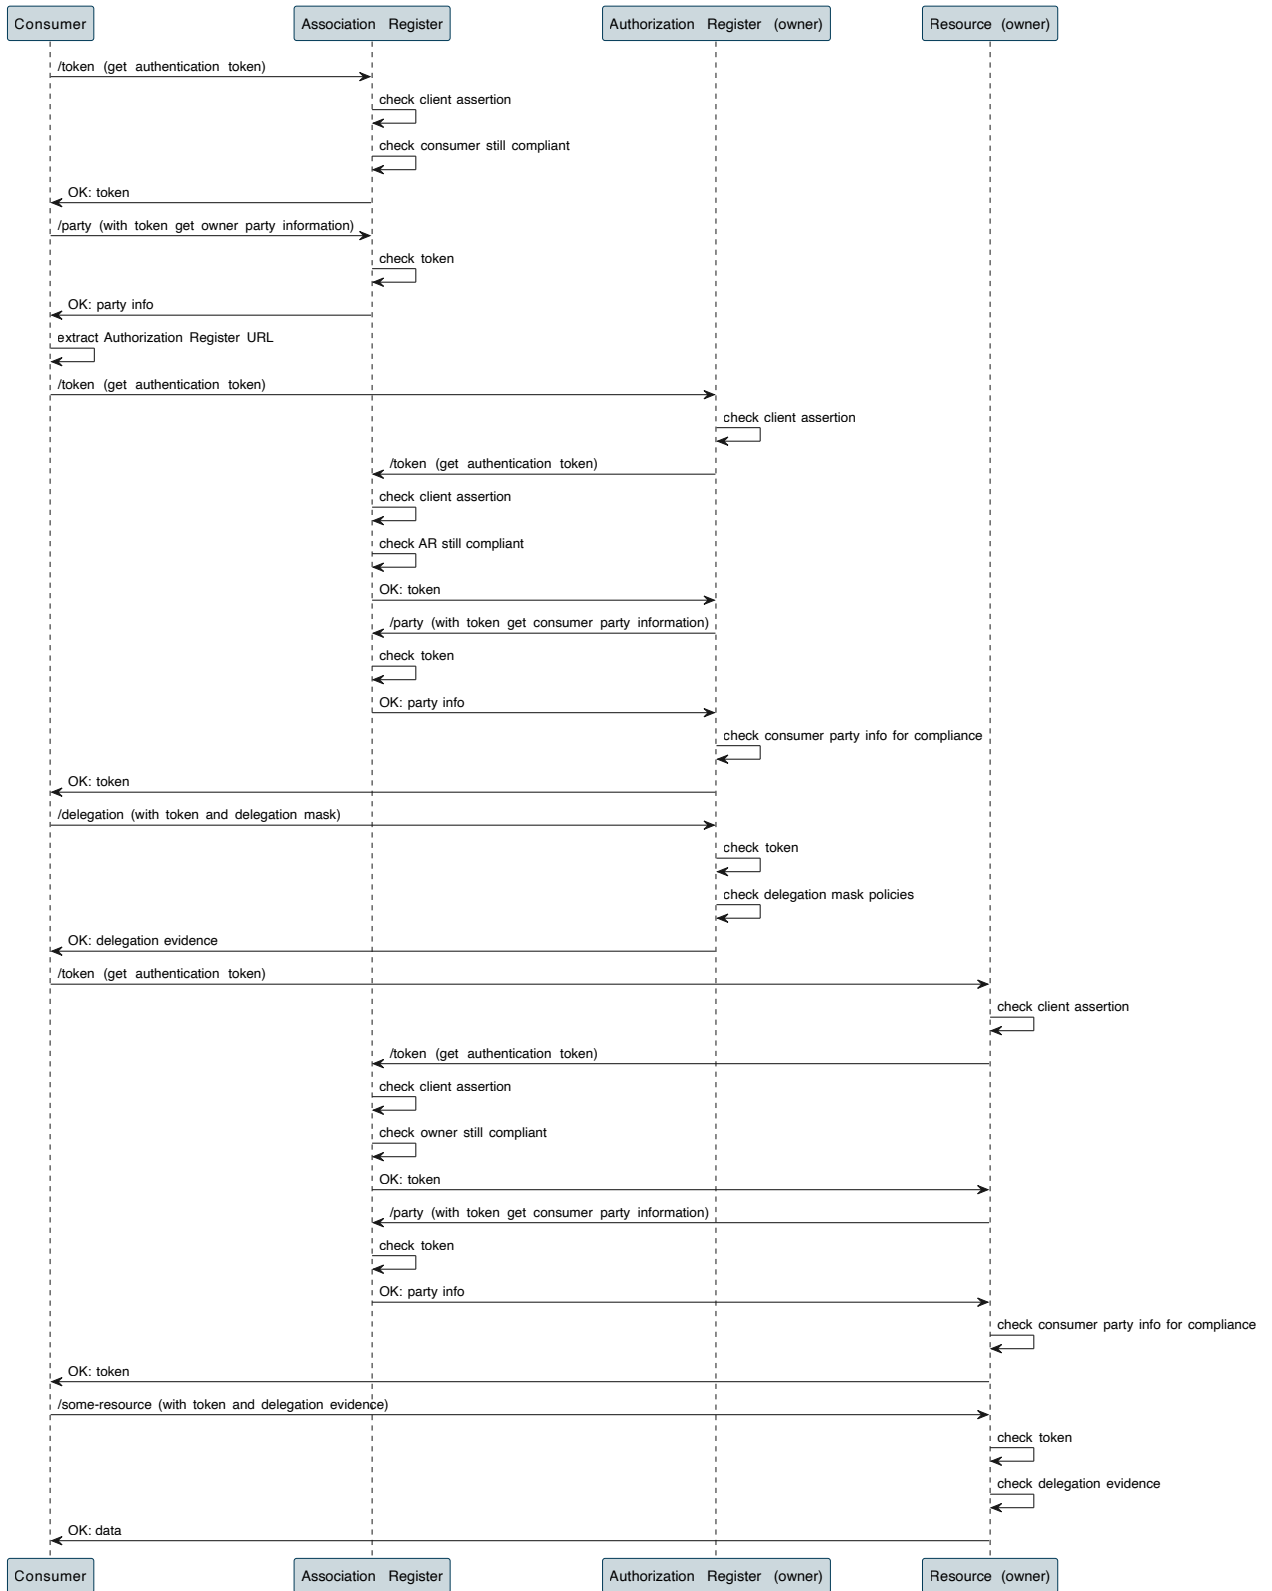 Consumer
Association Register
Authorization Register (owner)
Resource (owner)
/token (get authentication token)
check client assertion
check consumer still compliant
OK: token
/party (with token get owner party information)
check token
OK: party info
extract Authorization Register URL
/token (get authentication token)
check client assertion
/token (get authentication token)
check client assertion
check AR still compliant
OK: token
/party (with token get consumer party information)
check token
OK: party info
check consumer party info for compliance
OK: token
/delegation (with token and delegation mask)
check token
check delegation mask policies
OK: delegation evidence
/token (get authentication token)
check client assertion
/token (get authentication token)
check client assertion
check owner still compliant
OK: token
/party (with token get consumer party information)
check token
OK: party info
check consumer party info for compliance
OK: token
/some-resource (with token and delegation evidence)
check token
check delegation evidence
OK: data
Consumer
Association Register
Authorization Register (owner)
Resource (owner)